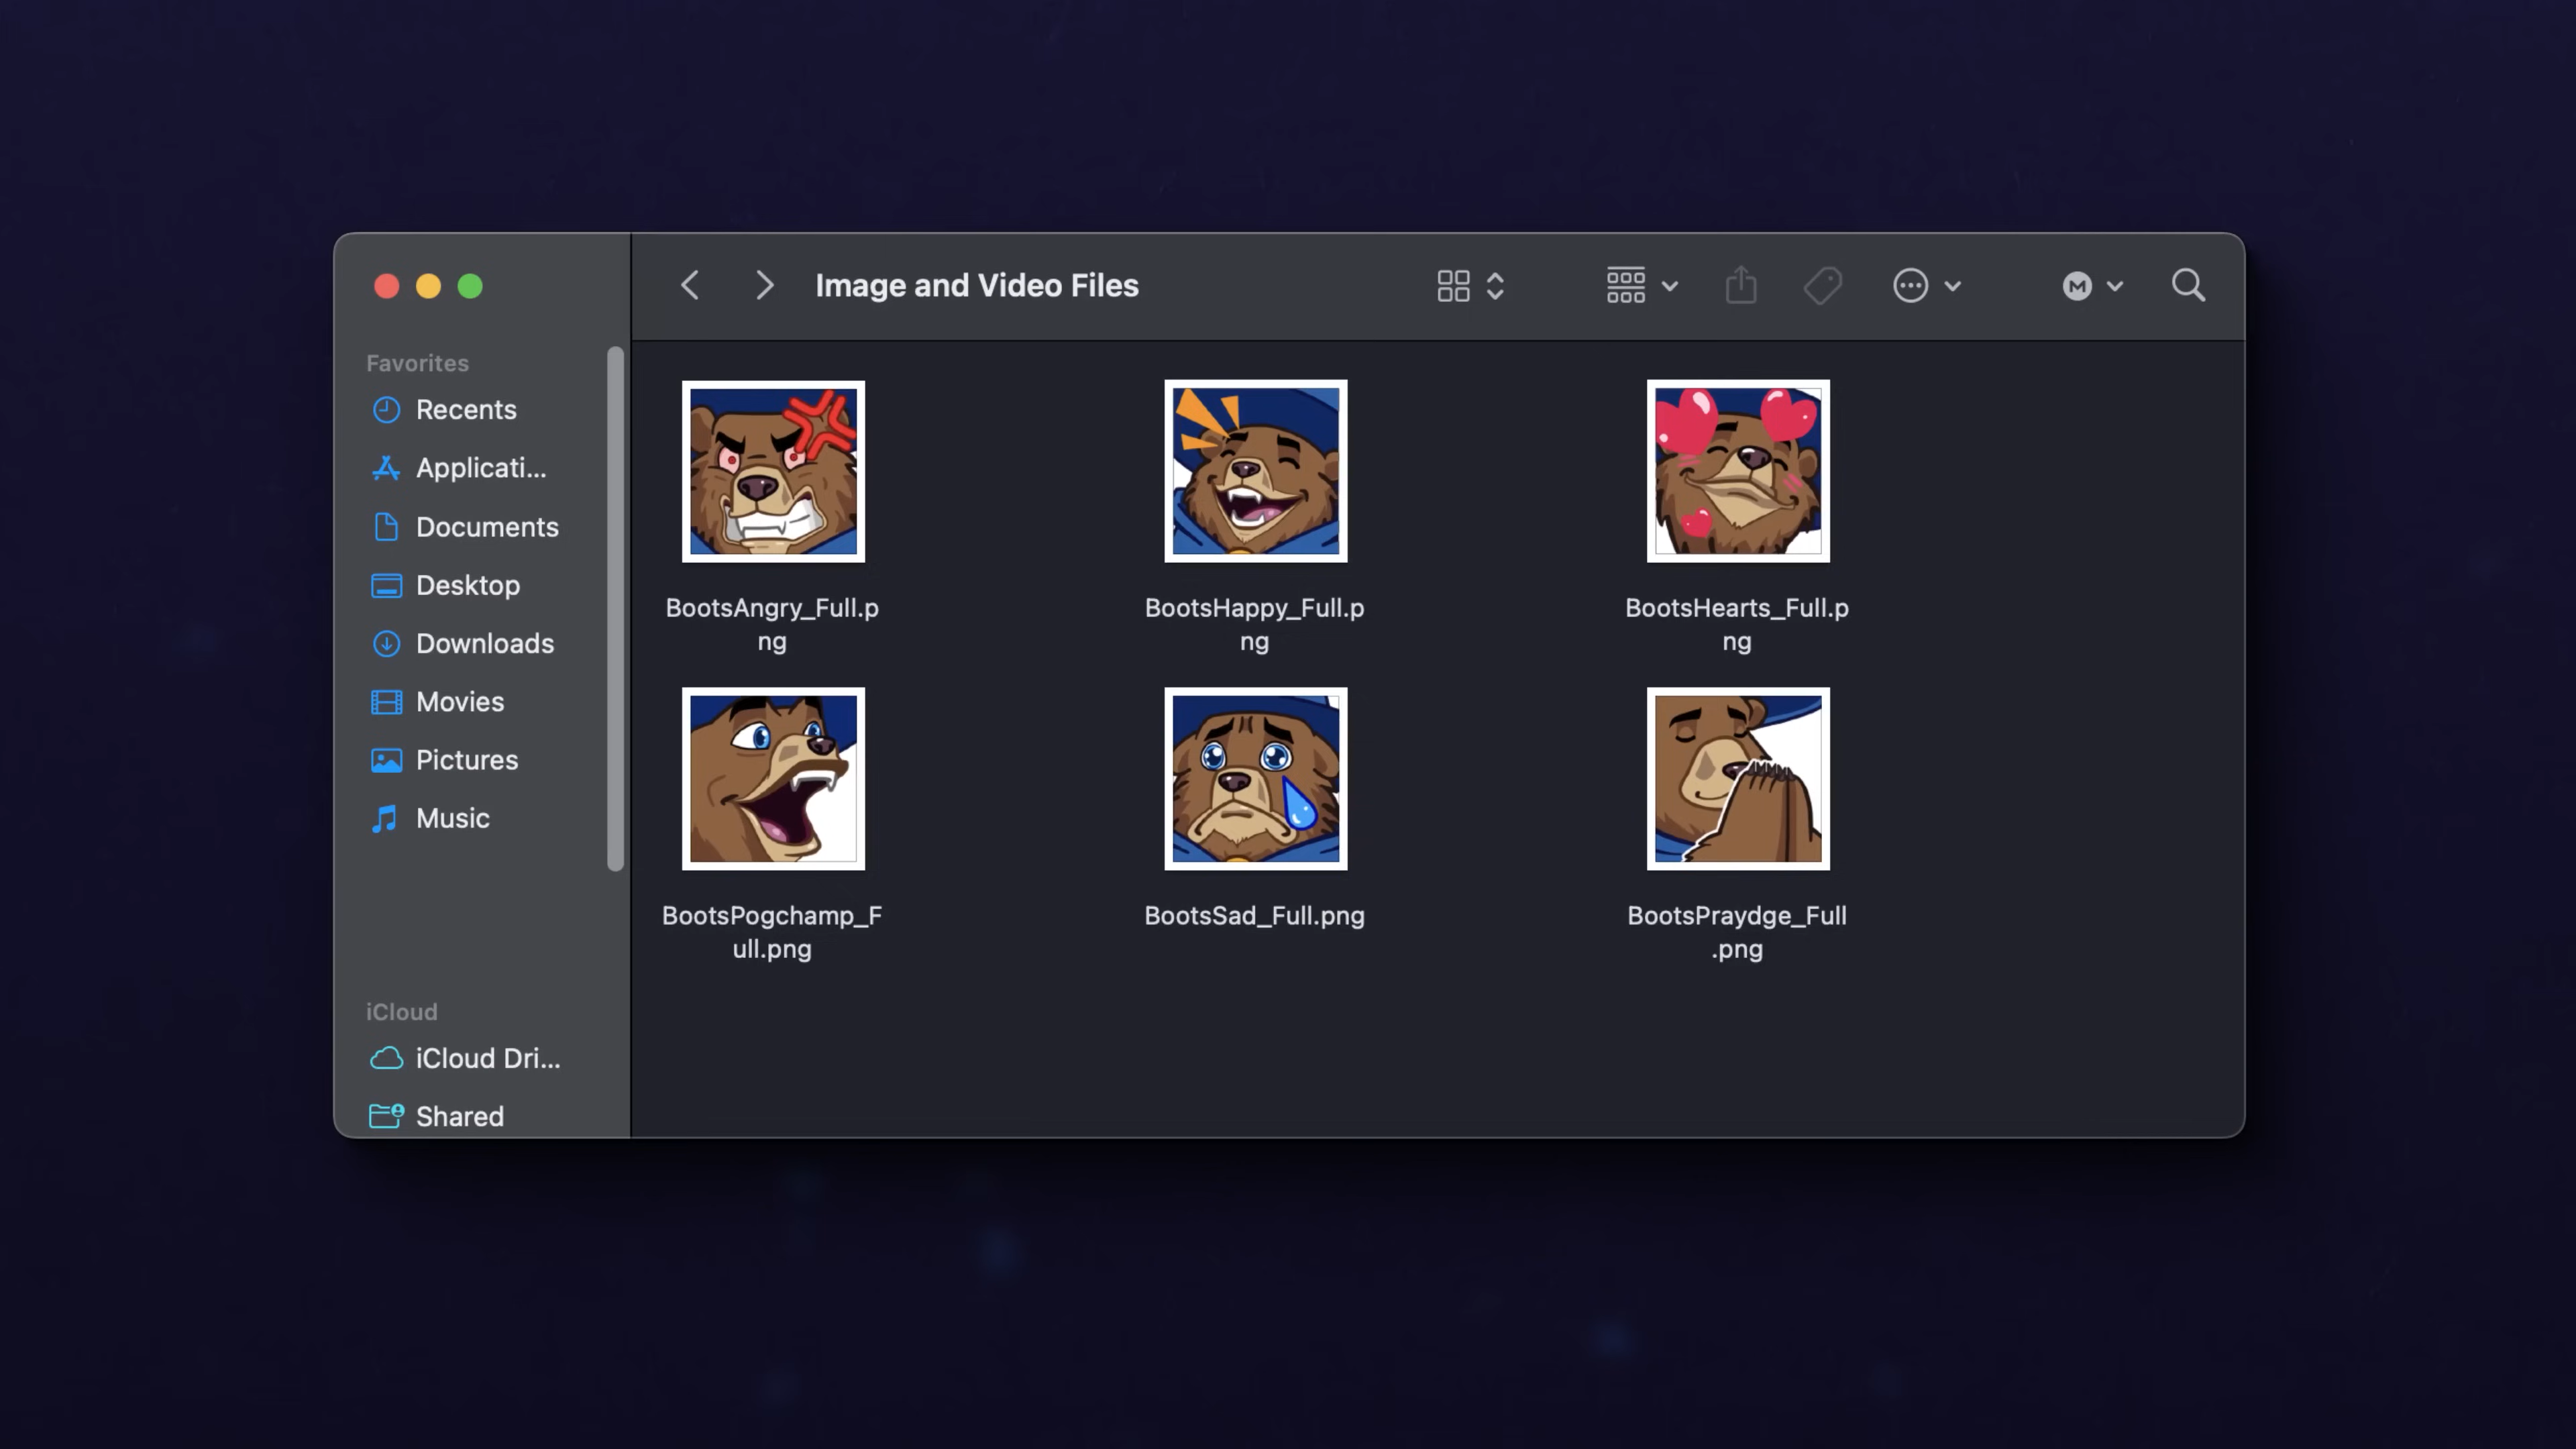 Image and Video Files
M
Favorites
Recents
Applicati...
Documents
Desktop
Downloads
Movies
Pictures
Music
iCloud
iCloud Dri...
Shared
BootsAngry_Full.p
ng
BootsHappy_Full.p
ng
BootsHearts_Full.p
ng
BootsPogchamp_F
ull.png
BootsSad_Full.png
BootsPraydge_Full
.png